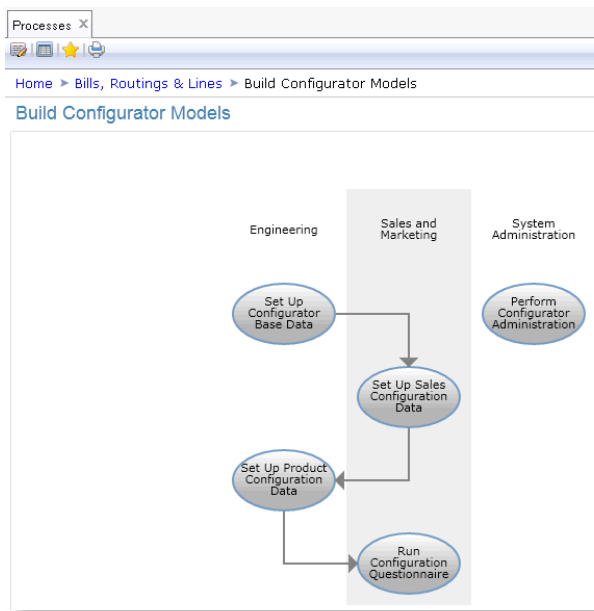 Processes X
Home ➤ Bills, Routings & Lines ➤ Build Configurator Models
Build Configurator Models
Engineering
Sales and
Marketing
System
Administration
Set Up
Configurator
Base Data
Perform
Configurator
Administration
Set Up Sales
Configuration
Data
Set Up Product
Configuration
Data
Run
Configuration
Questionnaire